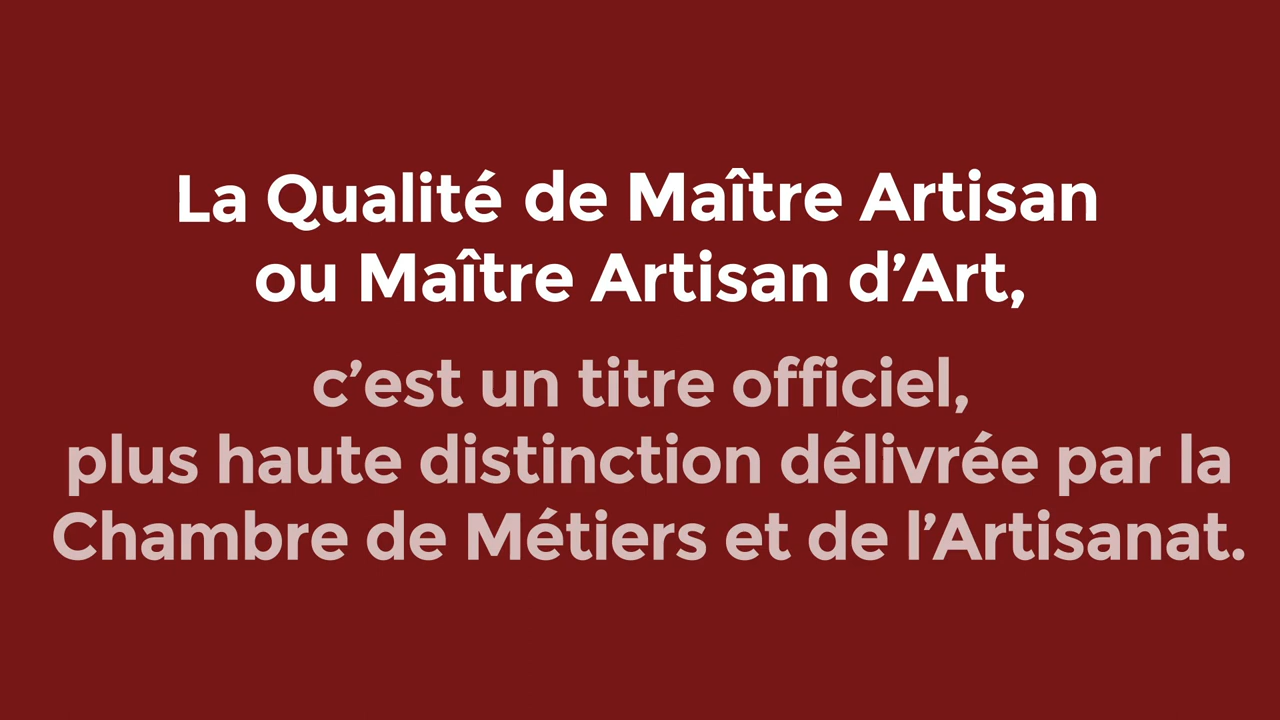 La Qualité de Maître Artisan
ou Maître Artisan d’Art,
c’est un titre officiel,
plus haute distinction délivrée par la
Chambre de Métiers et de l’Artisanat.